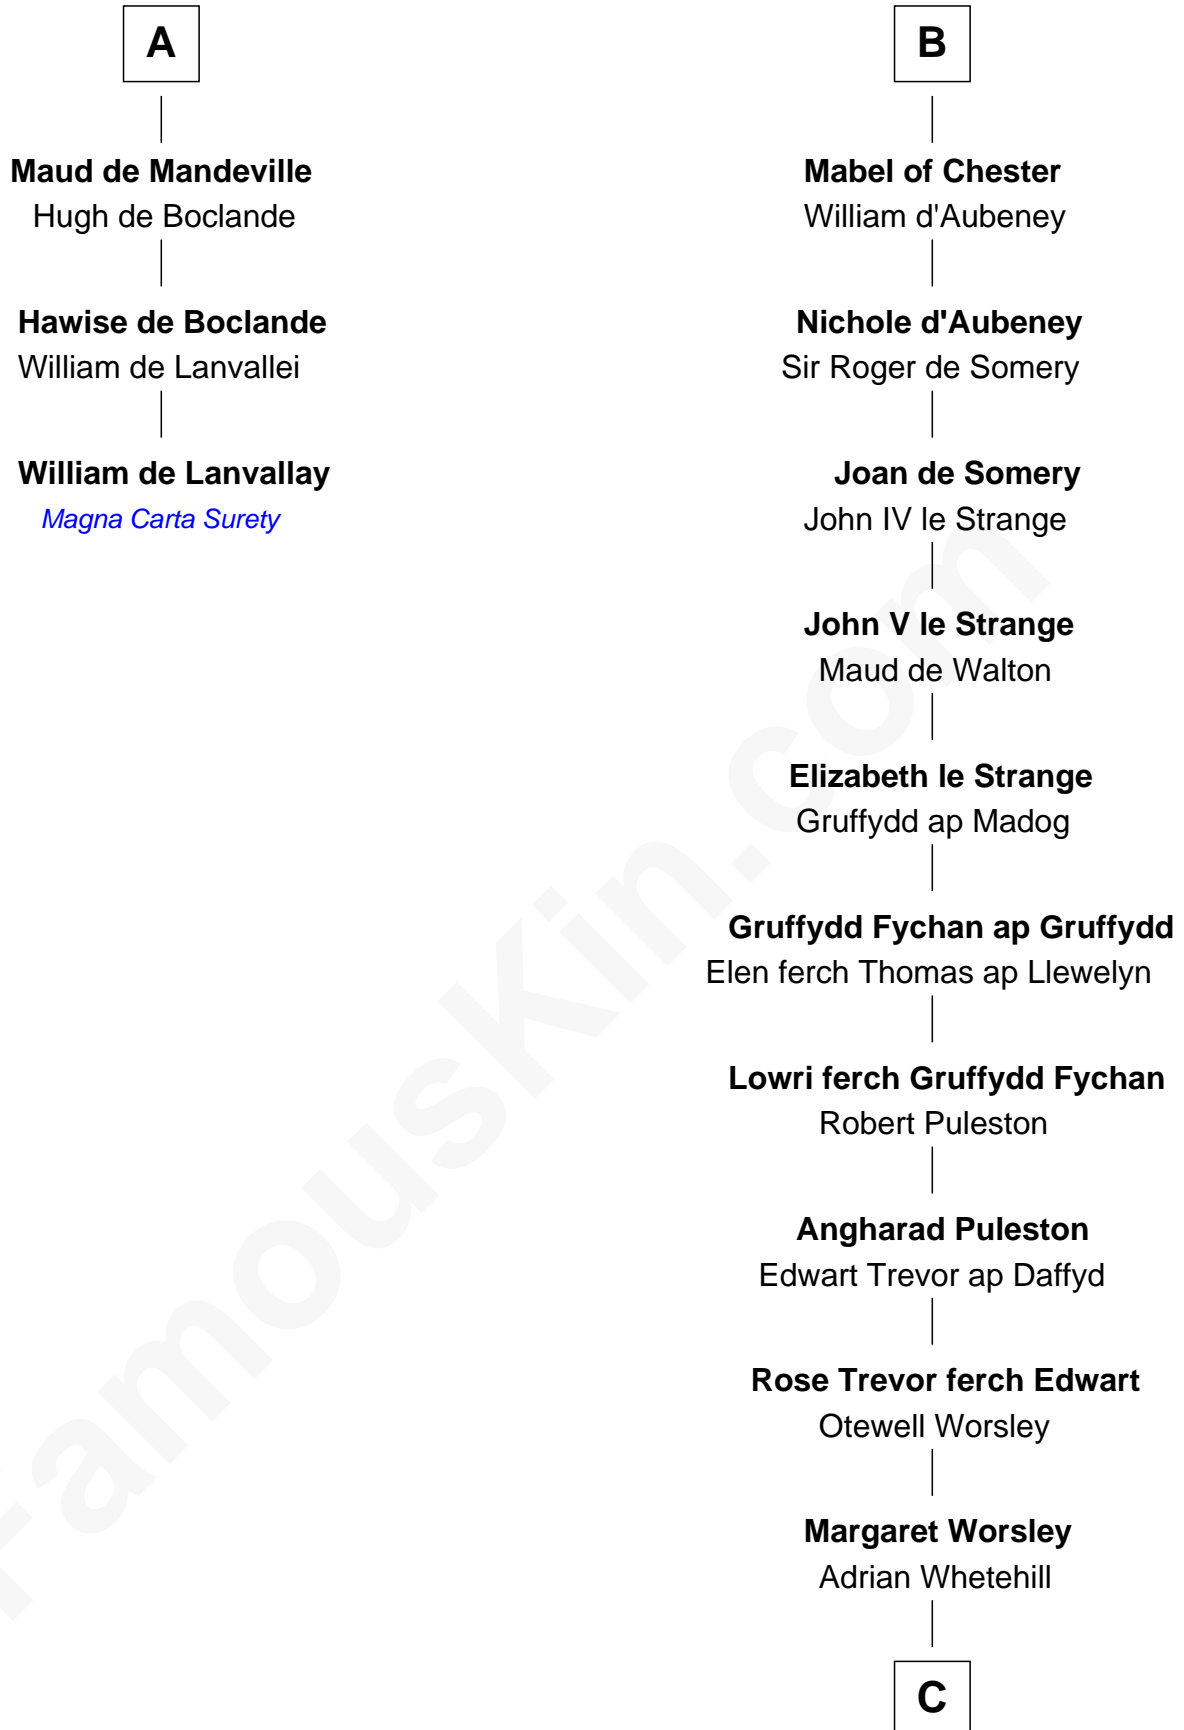 A
Maud de Mandeville
Hugh de Boclande
Hawise de Boclande
William de Lanvallei
William de Lanvallay
Magna Carta Surety
B
Mabel of Chester
William d'Aubeney
Nichole d'Aubeney
Sir Roger de Somery
Joan de Somery
John IV le Strange
John V le Strange
Maud de Walton
Elizabeth le Strange
Gruffydd ap Madog
Gruffydd Fychan ap Gruffydd
Elen ferch Thomas ap Llewelyn
Lowri ferch Gruffydd Fychan
Robert Puleston
Angharad Puleston
Edwart Trevor ap Daffyd
Rose Trevor ferch Edwart
Otewell Worsley
Margaret Worsley
Adrian Whetehill
C
FamousKin.com